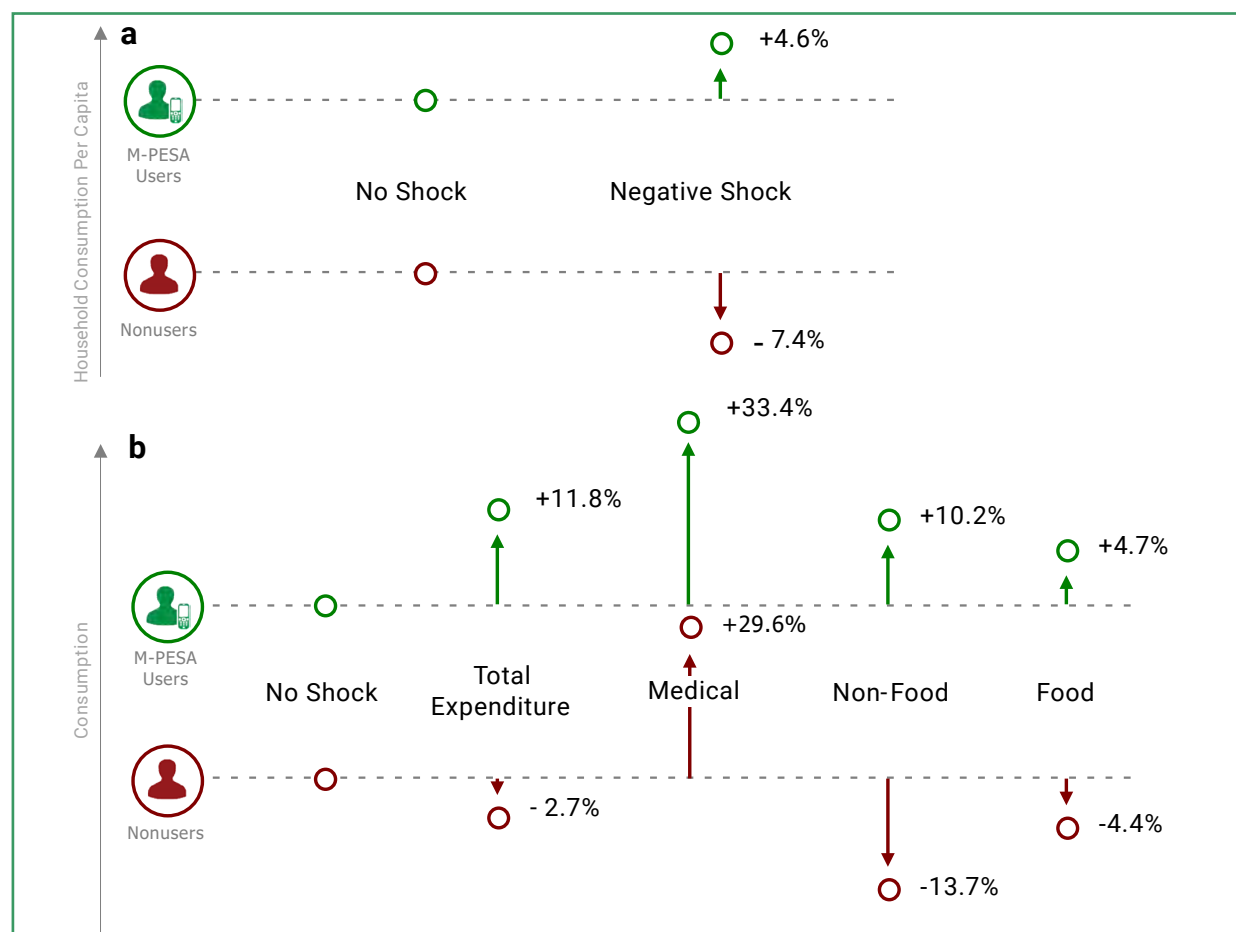 a
Household Consumption Per Capita
+4.6%
M-PESA
Users
No Shock
Negative Shock
Nonusers
- 7.4%
b
Consumption
+33.4%
+11.8%
+10.2%
+4.7%
+29.6%
M-PESA
Users
No Shock
Total
Expenditure
Medical
Non-Food
Food
Nonusers
- 2.7%
-4.4%
-13.7%